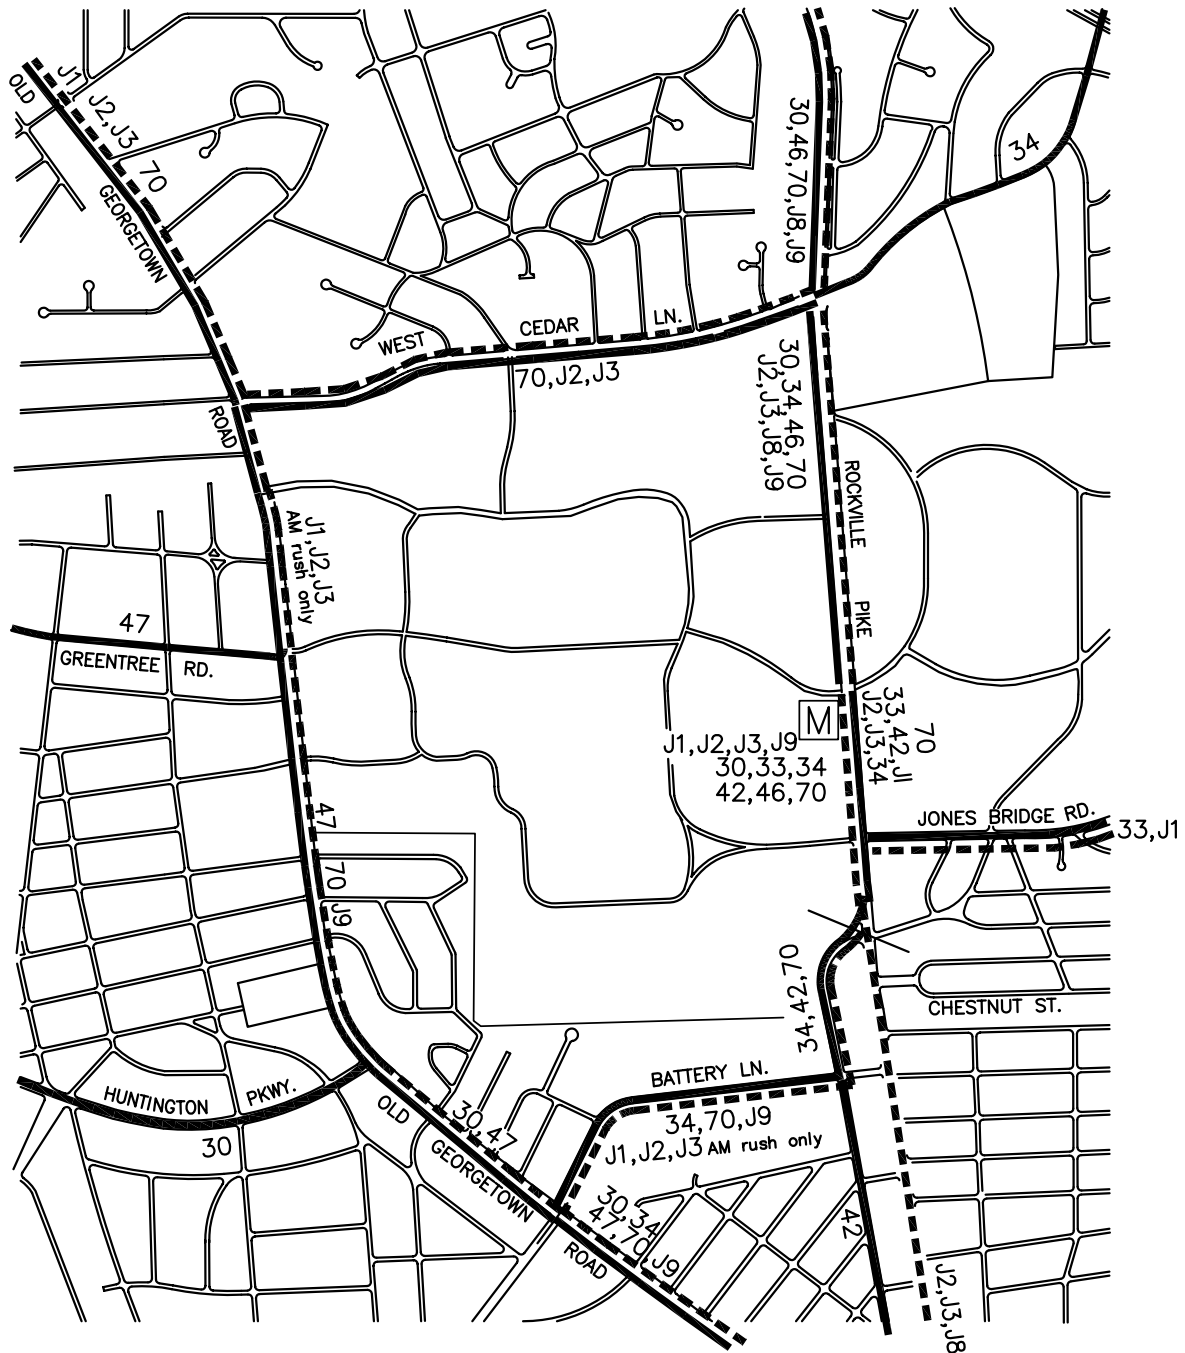 OLD
J1, J2, J3
70
GEORGETOWN
ROAD
30,46,70,J8,J9
34
WEST
CEDAR
LN.
70,J2,J3
30,34,46,70
J2,J3,J8,J9
ROCKVILLE
PIKE
J1,J2,J3
AM rush only
47
GREENTREE RD.
M
J1,J2,J3,J9
30,33,34
42,46,70
70
33,42,J1
J2,J3,34
JONES BRIDGE RD.
33,J1
47
70
J9
34,42,70
CHESTNUT ST.
BATTERY LN.
34,70,J9
J1,J2,J3 AM rush only
HUNTINGTON
PKWY.
30
OLD
30,47
GEORGETOWN
ROAD
30,34
47,70,J9
42
J2,J3,J8